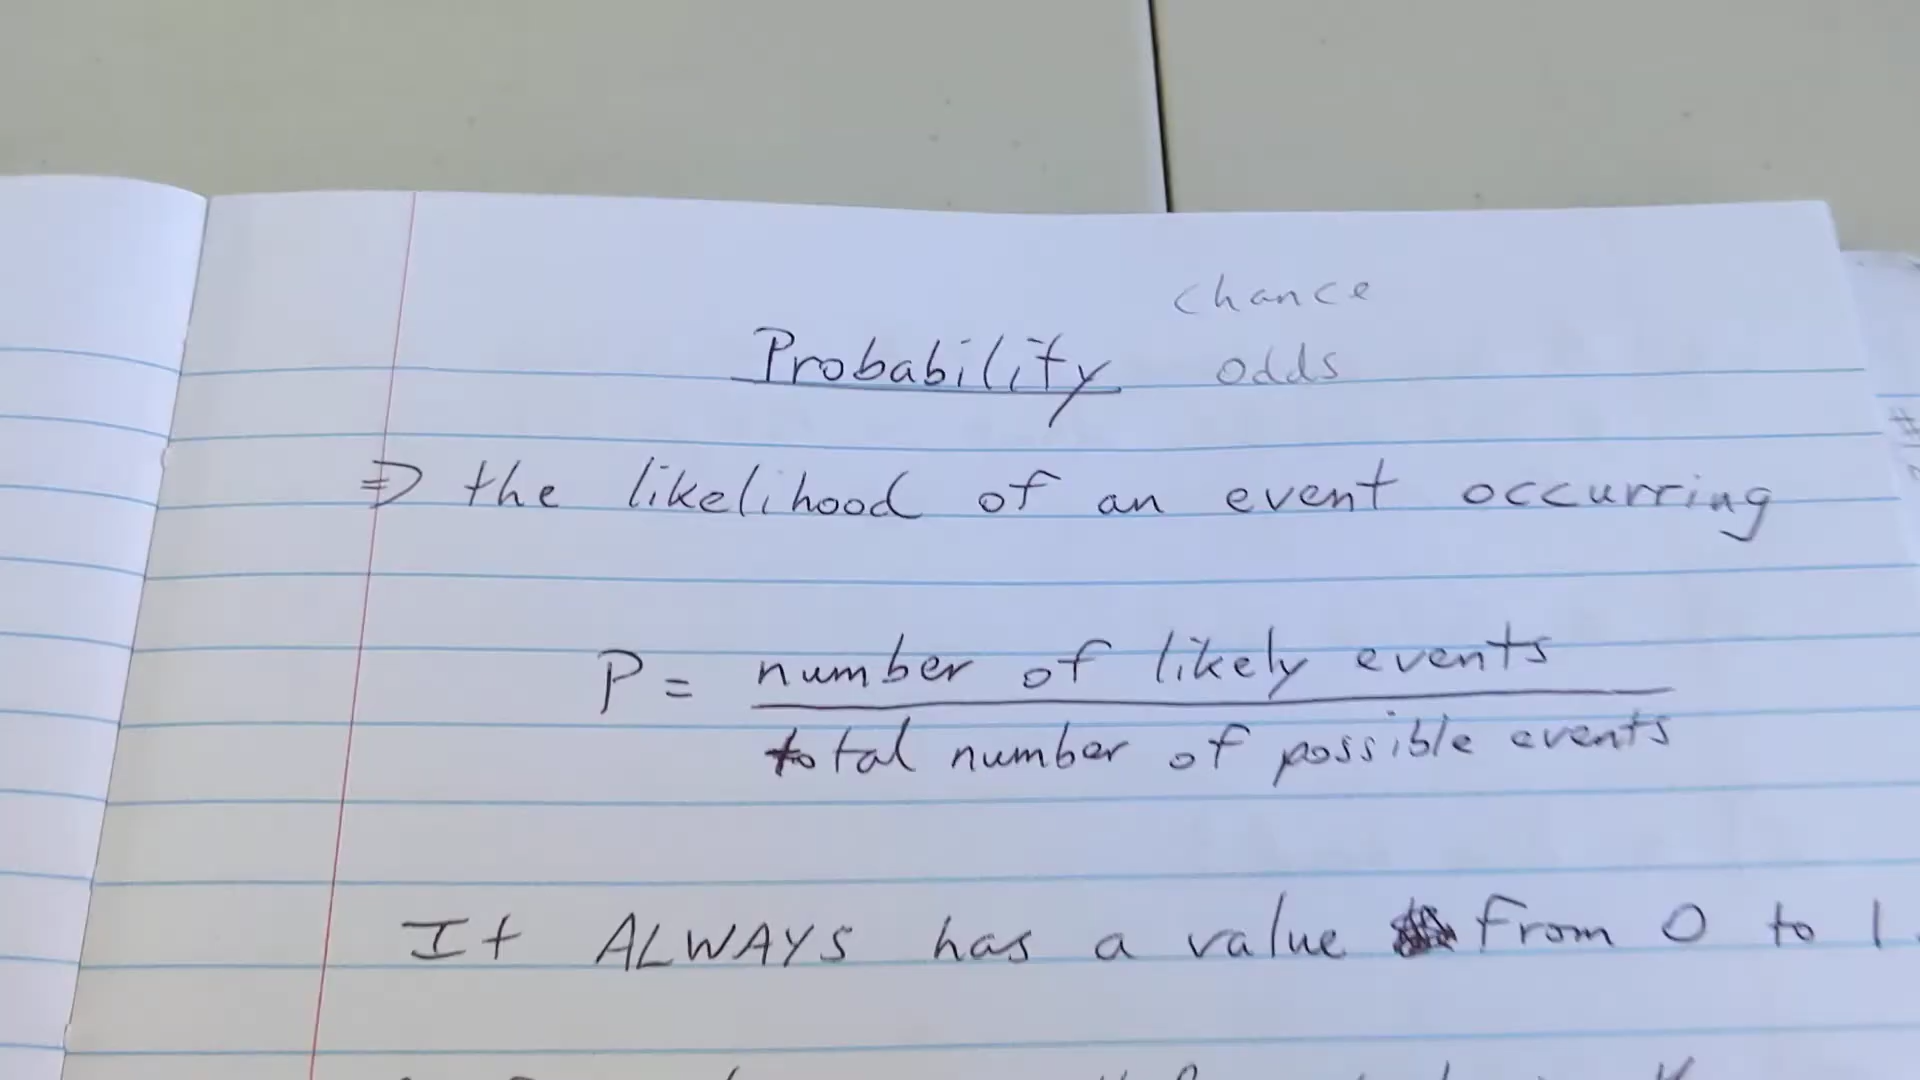 chance
Probability odds
⇒ the likelihood of an event occurring
P = number of likely events
total number of possible events
It ALWAYS has a value from 0 to 1.